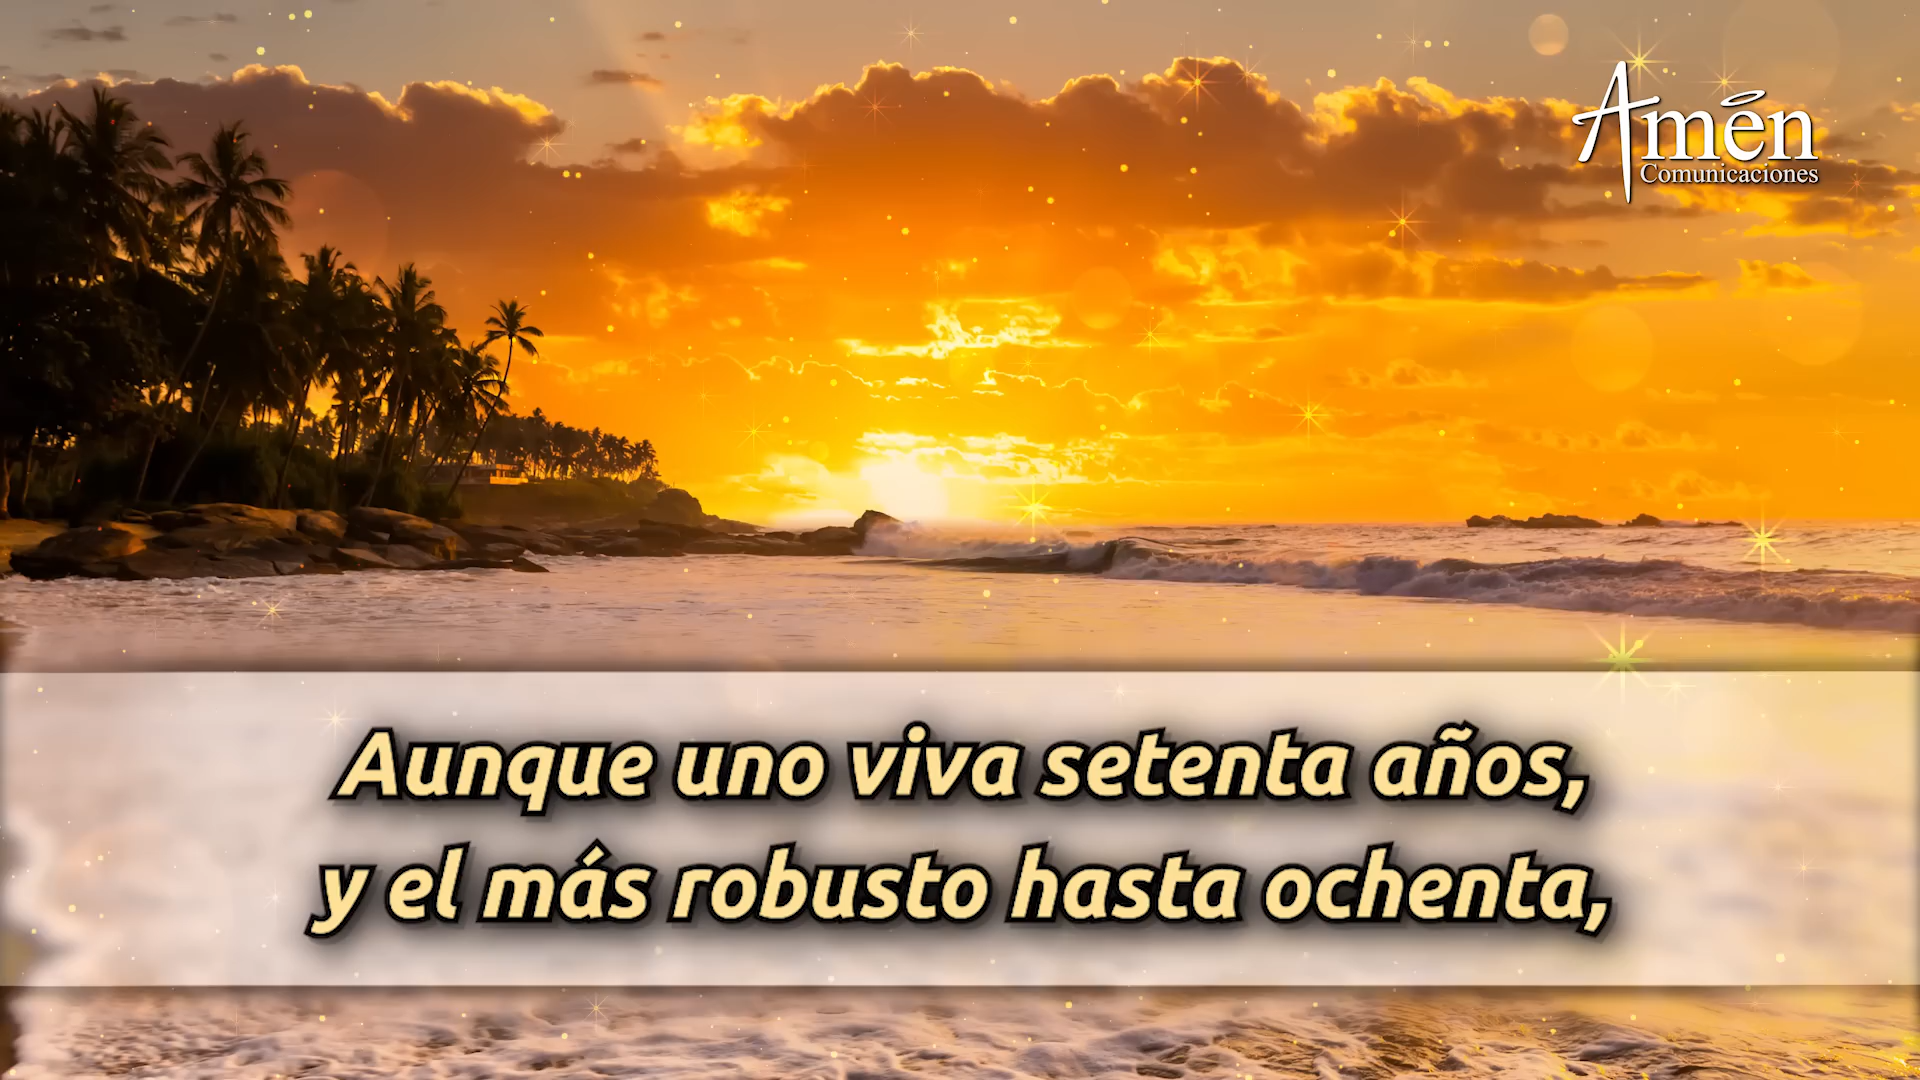 Amén
Comunicaciones
Aunque uno viva setenta años,
y el más robusto hasta ochenta,